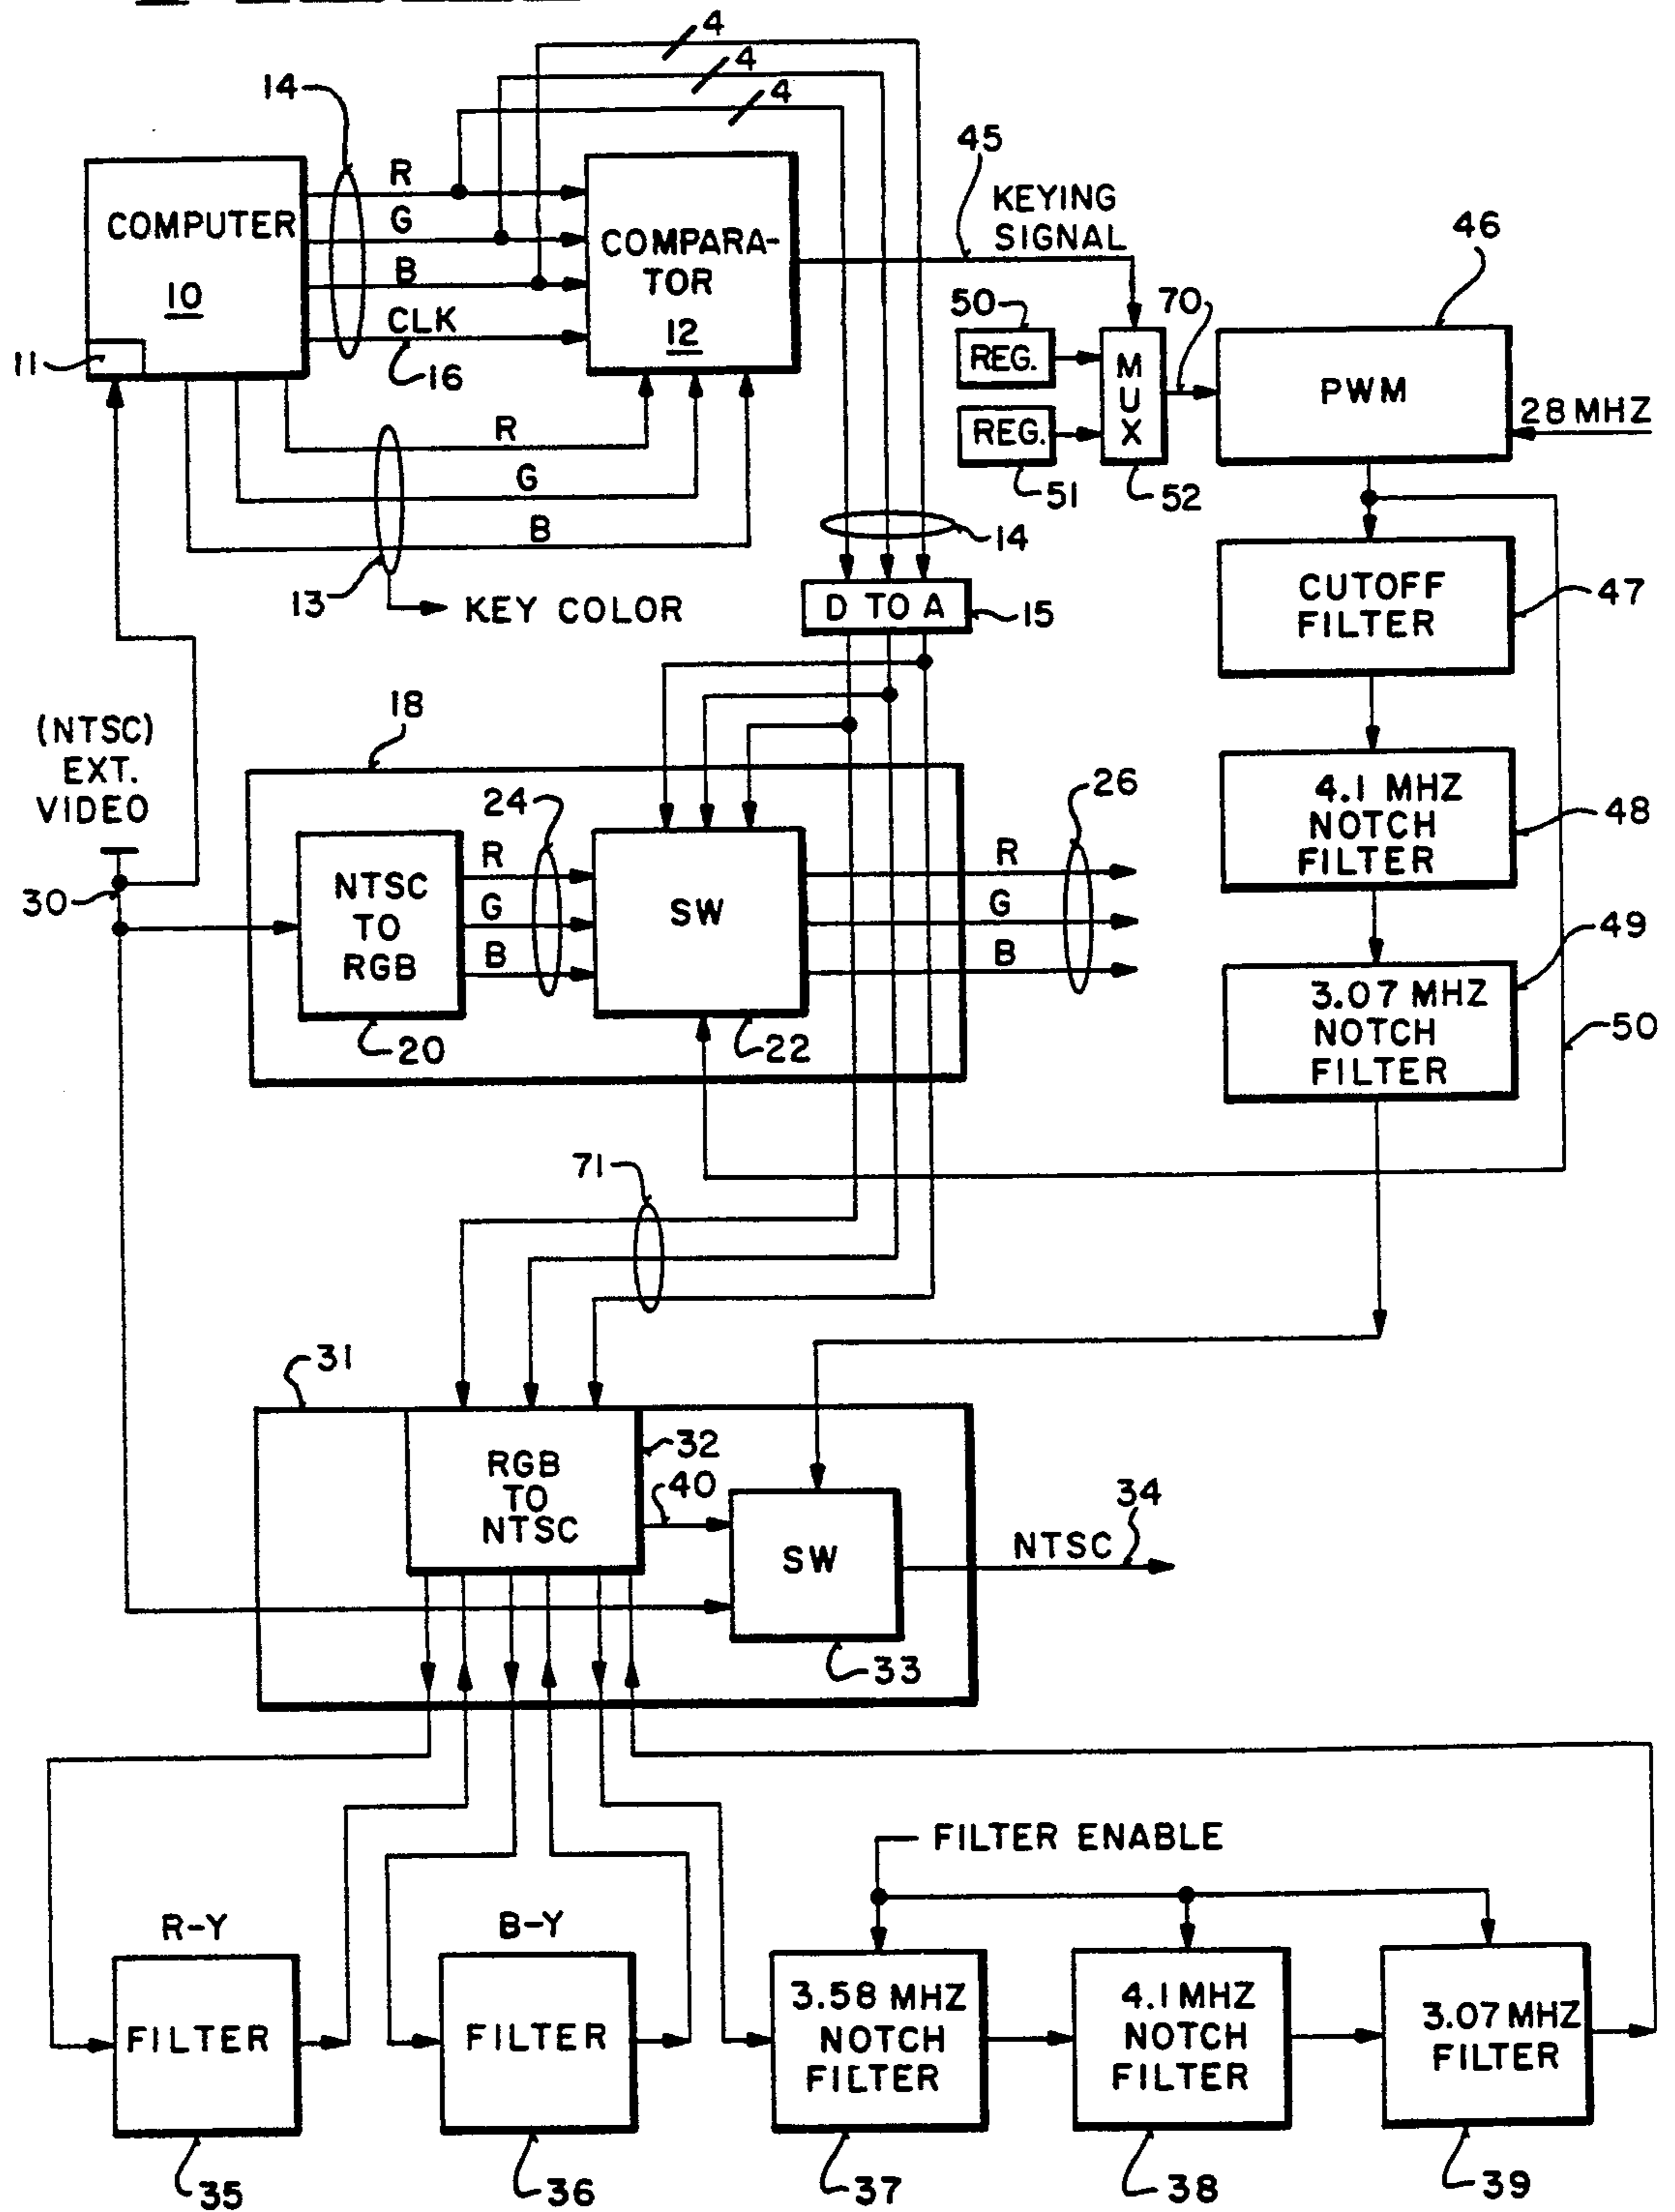 4
4
4
14
45
R
KEYING
SIGNAL
G
46
COMPUTER
COMPARA-
TOR
B
10
50
70
CLK
12
11
REG.
MUX
16
PWM
28 MHZ
R
REG.
G
51
52
B
14
13
KEY COLOR
D TO A
15
CUTOFF
FILTER
47
18
(NTSC)
EXT.
VIDEO
24
26
4.1 MHZ
NOTCH
FILTER
48
R
R
NTSC
TO
RGB
30
G
SW
G
B
B
49
3.07 MHZ
NOTCH
FILTER
50
20
22
71
31
32
RGB
TO
NTSC
40
34
NTSC
SW
33
FILTER ENABLE
R-Y
B-Y
FILTER
FILTER
3.58 MHZ
NOTCH
FILTER
4.1 MHZ
NOTCH
FILTER
3.07 MHZ
FILTER
35
36
37
38
39